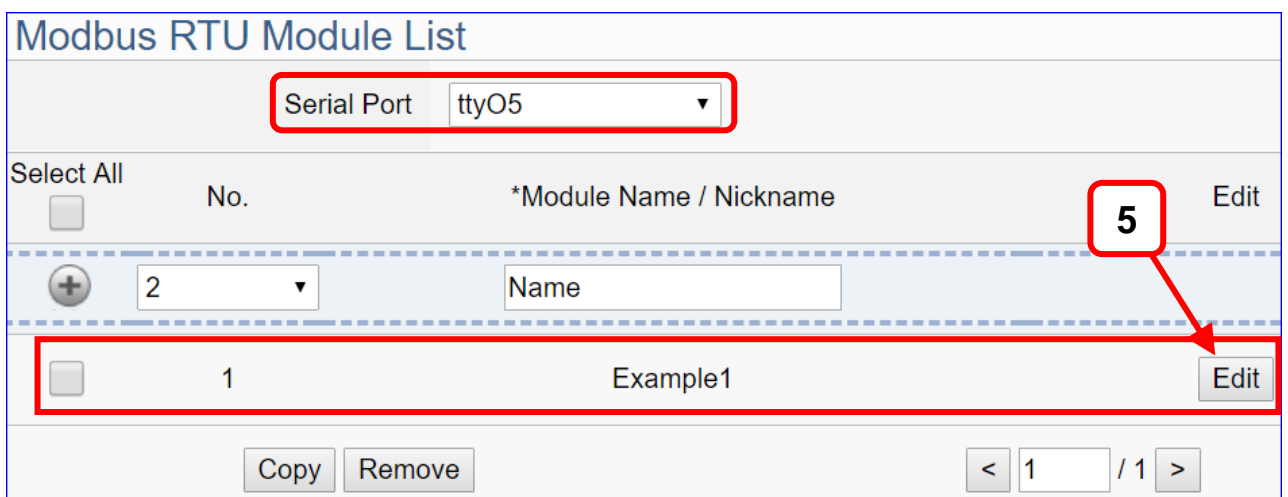 Modbus RTU Module List
Serial Port ttyO5
Select All
No. *Module Name / Nickname Edit
5
2 Name
1 Example1 Edit
Copy Remove < 1 / 1 >